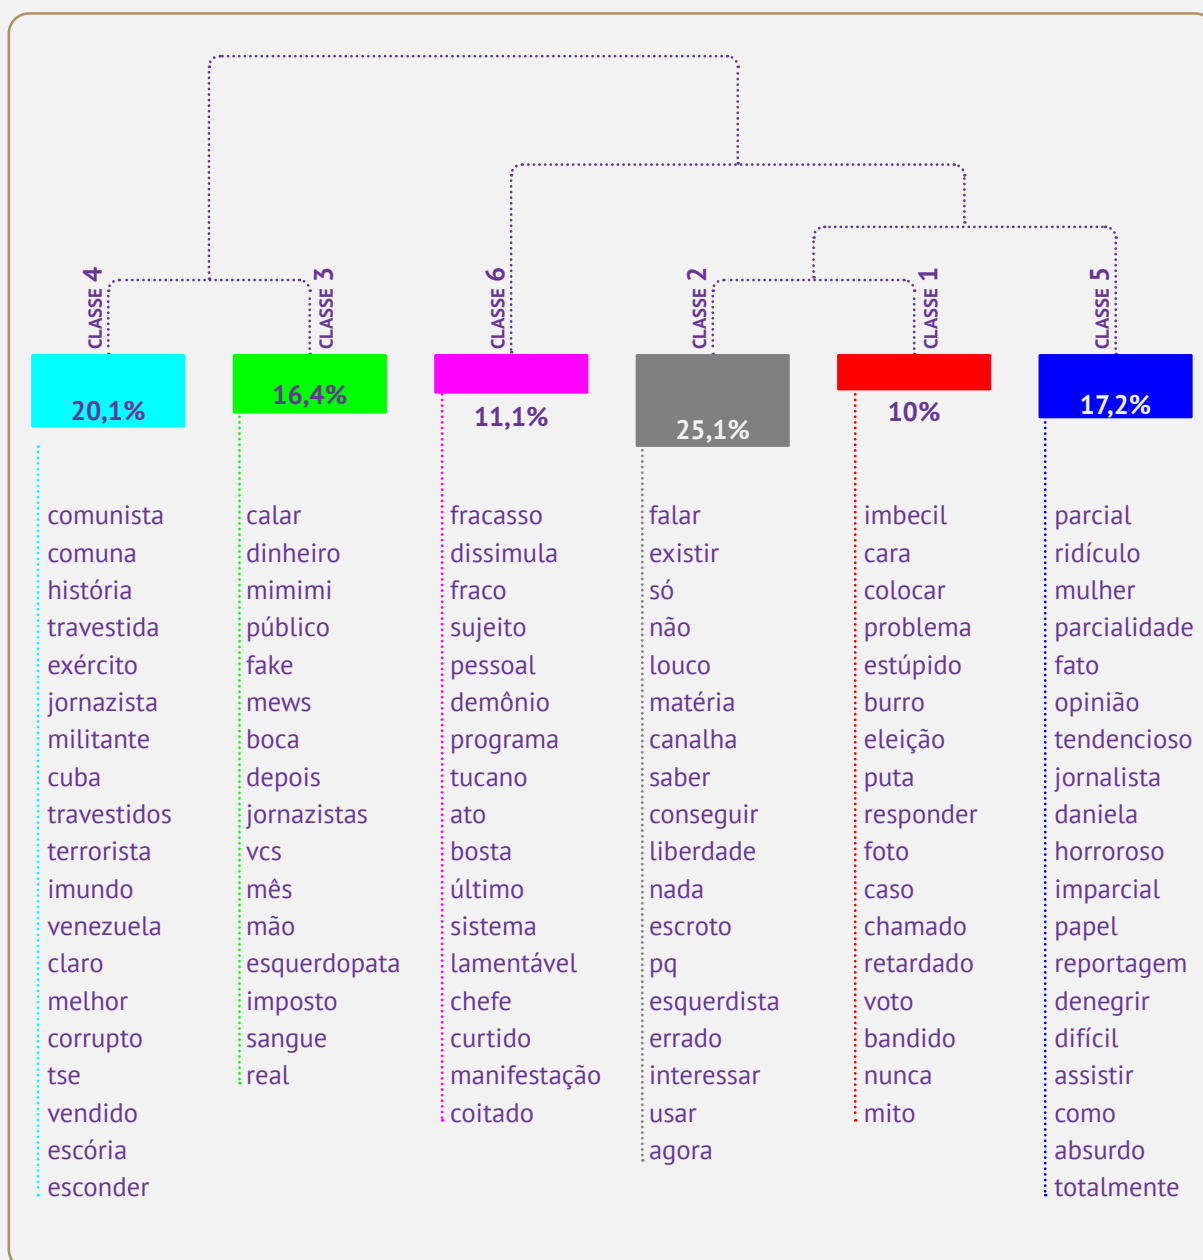 CLASSE 4
20,1%
comunista
comuna
história
travestida
exército
jornazista
militante
cuba
travestidos
terrorista
imundo
venezuela
claro
melhor
corrupto
tse
vendido
escória
esconder
CLASSE 3
16,4%
calar
dinheiro
mimimi
público
fake
mews
boca
depois
jornazistas
vcs
mês
mão
esquerdopata
imposto
sangue
real
CLASSE 6
11,1%
fracasso
dissimula
fraco
sujeito
pessoal
demônio
programa
tucano
ato
bosta
último
sistema
lamentável
chefe
curtido
manifestação
coitado
CLASSE 2
25,1%
falar
existir
só
não
louco
matéria
canalha
saber
conseguir
liberdade
nada
escroto
pq
esquerdista
errado
interessar
usar
agora
CLASSE 1
10%
imbecil
cara
colocar
problema
estúpido
burro
eleição
puta
responder
foto
caso
chamado
retardado
voto
bandido
nunca
mito
CLASSE 5
17,2%
parcial
ridículo
mulher
parcialidade
fato
opinião
tendencioso
jornalista
daniela
horroroso
imparcial
papel
reportagem
denegrir
difícil
assistir
como
absurdo
totalmente